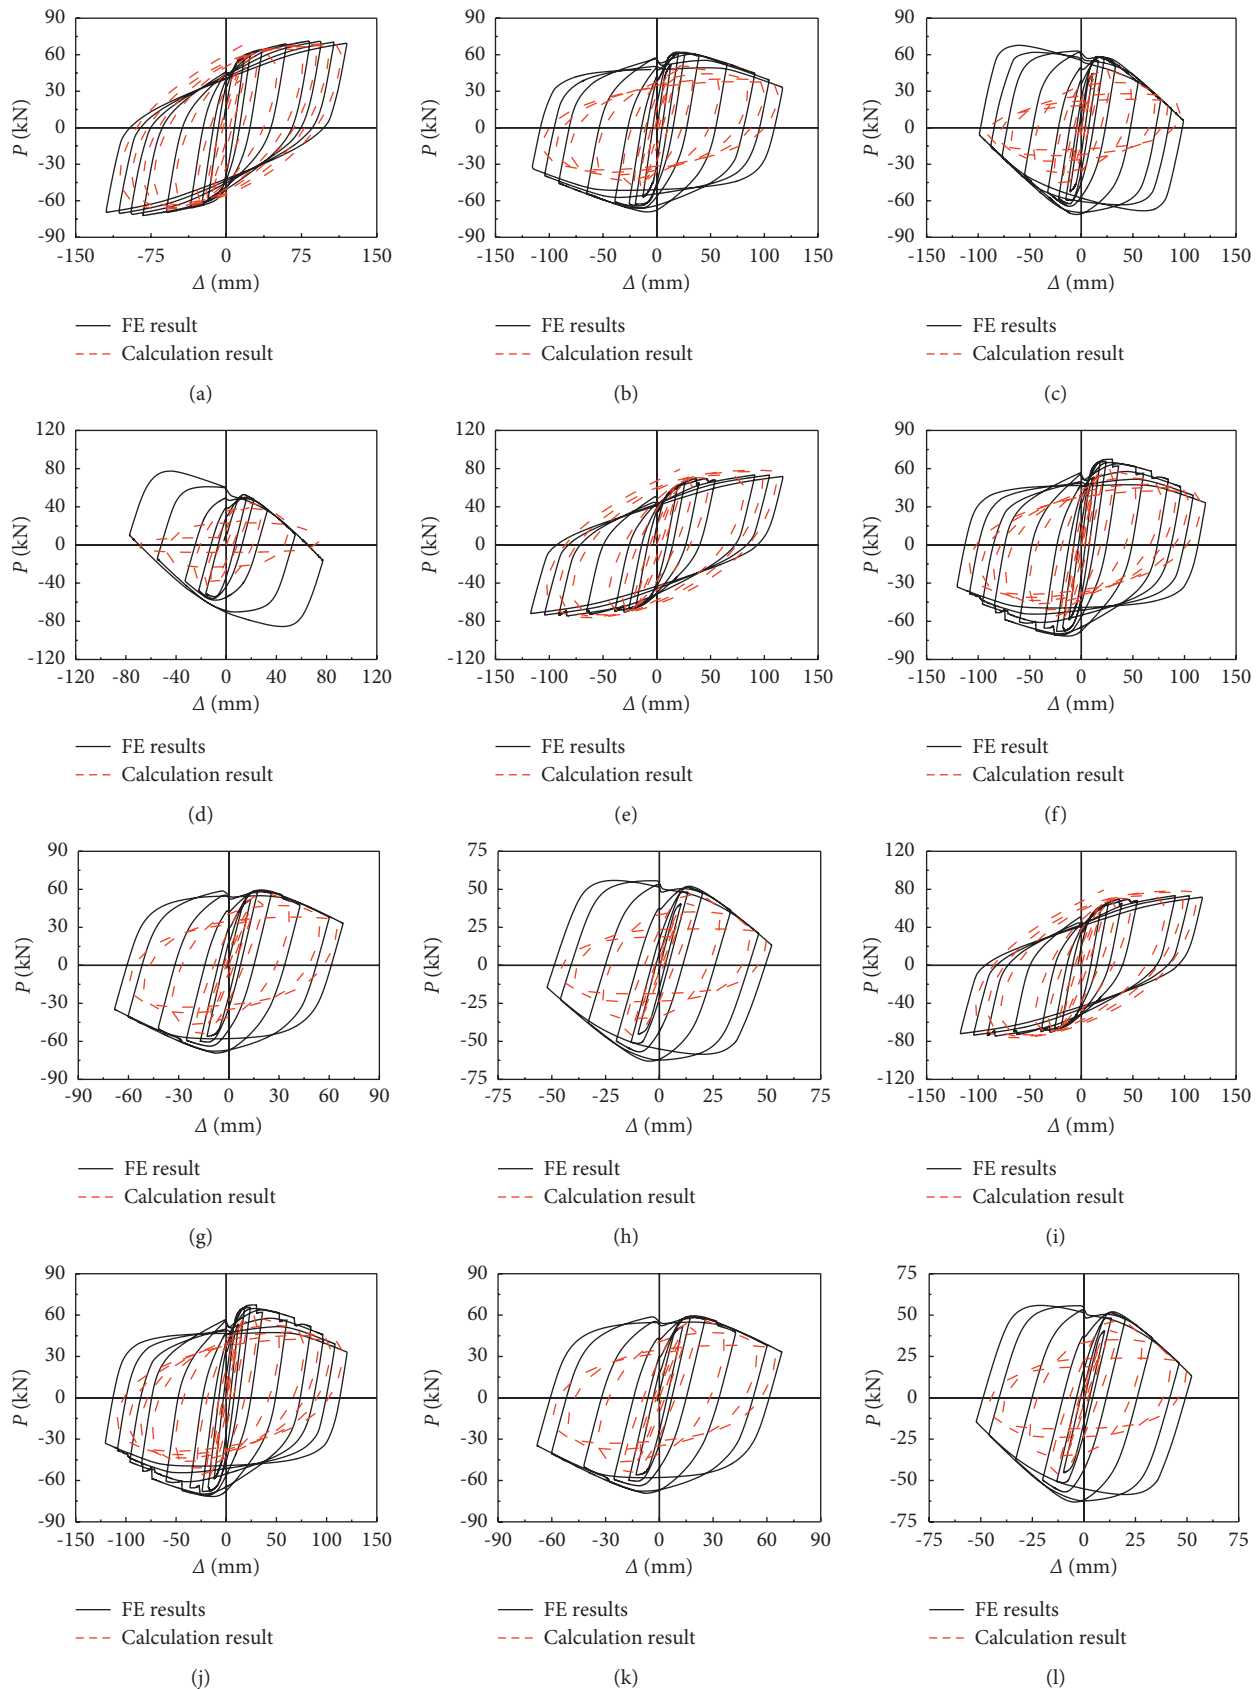 90
60
30
0
-30
-60
-90
P (kN)
-150 -75 0 75 150
Δ (mm)
FE result
Calculation result
(a)
90
60
30
0
-30
-60
-90
P (kN)
-150 -100 -50 0 50 100 150
Δ (mm)
FE results
Calculation result
(b)
90
60
30
0
-30
-60
-90
P (kN)
-150 -100 -50 0 50 100 150
Δ (mm)
FE results
Calculation result
(c)
120
80
40
0
-40
-80
-120
P (kN)
-120 -80 -40 0 40 80 120
Δ (mm)
FE results
Calculation result
(d)
120
80
40
0
-40
-80
-120
P (kN)
-150 -100 -50 0 50 100 150
Δ (mm)
FE results
Calculation result
(e)
90
60
30
0
-30
-60
-90
P (kN)
-150 -100 -50 0 50 100 150
Δ (mm)
FE result
Calculation result
(f)
90
60
30
0
-30
-60
-90
P (kN)
-90 -60 -30 0 30 60 90
Δ (mm)
FE result
Calculation result
(g)
75
50
25
0
-25
-50
-75
P (kN)
-75 -50 -25 0 25 50 75
Δ (mm)
FE result
Calculation result
(h)
120
80
40
0
-40
-80
-120
P (kN)
-150 -100 -50 0 50 100 150
Δ (mm)
FE results
Calculation result
(i)
90
60
30
0
-30
-60
-90
P (kN)
-150 -100 -50 0 50 100 150
Δ (mm)
FE results
Calculation result
(j)
90
60
30
0
-30
-60
-90
P (kN)
-90 -60 -30 0 30 60 90
Δ (mm)
FE results
Calculation result
(k)
75
50
25
0
-25
-50
-75
P (kN)
-75 -50 -25 0 25 50 75
Δ (mm)
FE results
Calculation result
(l)